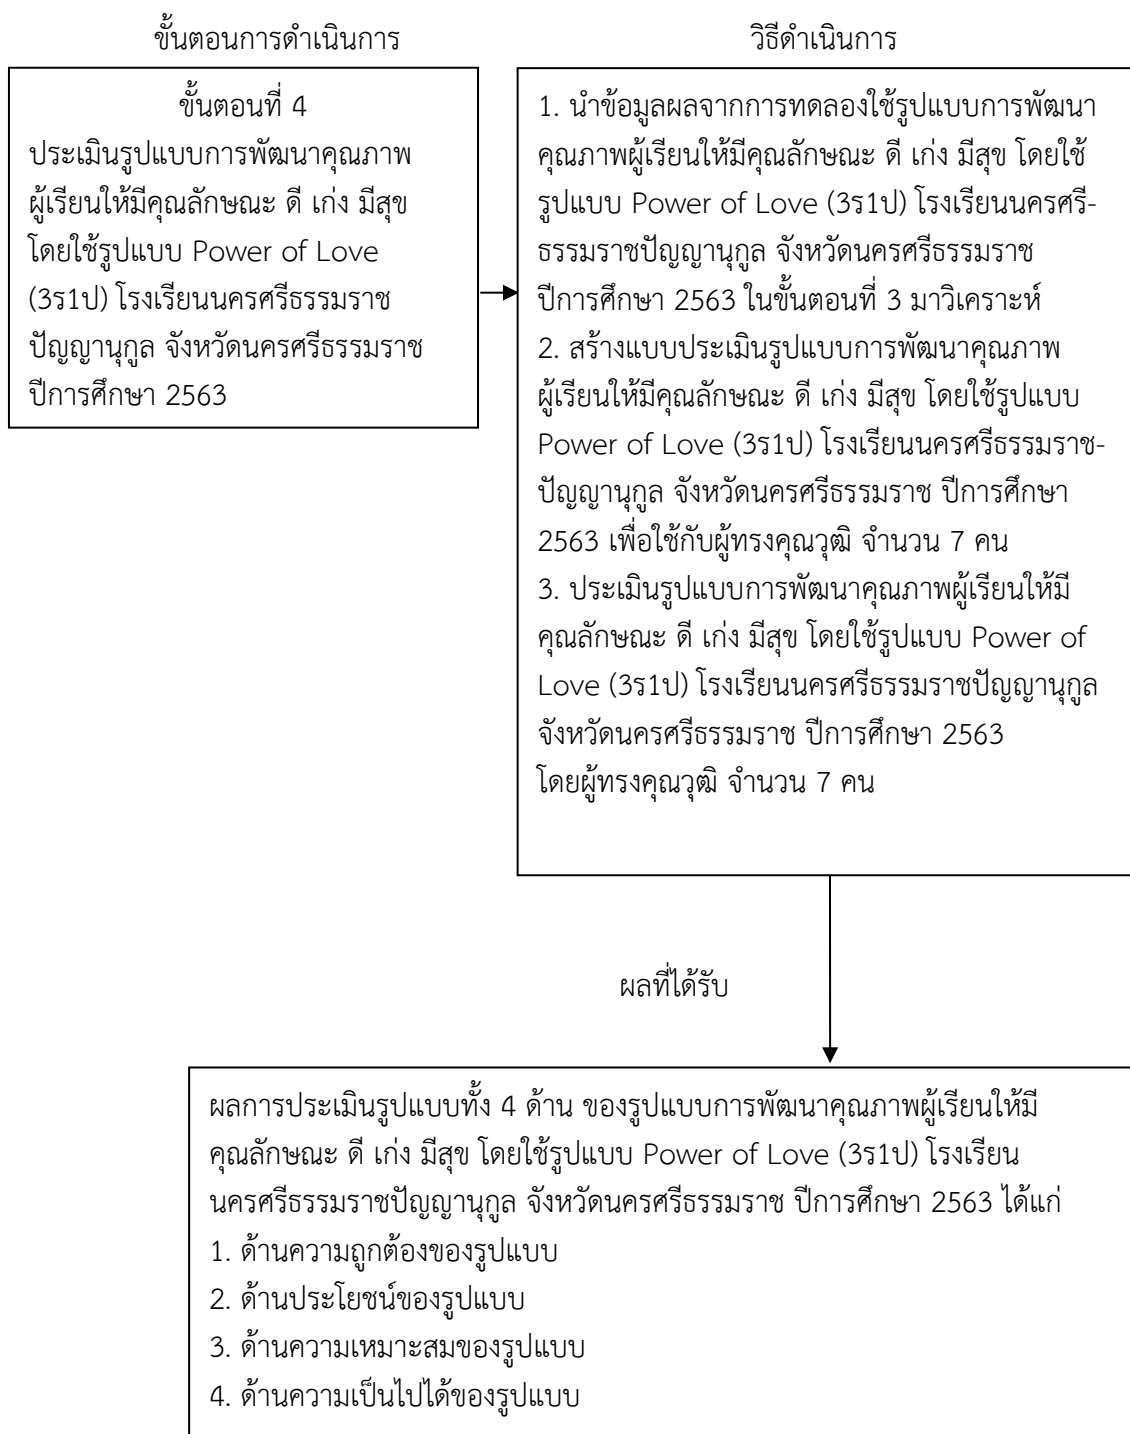 ขั้นตอนการดำเนินการ
วิธีดำเนินการ
ขั้นตอนที่ 4
ประเมินรูปแบบการพัฒนาคุณภาพ
ผู้เรียนให้มีคุณลักษณะ ดี เก่ง มีสุข
โดยใช้รูปแบบ Power of Love
(3ร1ป) โรงเรียนนครศรีธรรมราช
ปัญญานุกูล จังหวัดนครศรีธรรมราช
ปีการศึกษา 2563
1. นำข้อมูลผลจากการทดลองใช้รูปแบบการพัฒนา
คุณภาพผู้เรียนให้มีคุณลักษณะ ดี เก่ง มีสุข โดยใช้
รูปแบบ Power of Love (3ร1ป) โรงเรียนนครศรี-
ธรรมราชปัญญานุกูล จังหวัดนครศรีธรรมราช
ปีการศึกษา 2563 ในขั้นตอนที่ 3 มาวิเคราะห์
2. สร้างแบบประเมินรูปแบบการพัฒนาคุณภาพ
ผู้เรียนให้มีคุณลักษณะ ดี เก่ง มีสุข โดยใช้รูปแบบ
Power of Love (3ร1ป) โรงเรียนนครศรีธรรมราช-
ปัญญานุกูล จังหวัดนครศรีธรรมราช ปีการศึกษา
2563 เพื่อใช้กับผู้ทรงคุณวุฒิ จำนวน 7 คน
3. ประเมินรูปแบบการพัฒนาคุณภาพผู้เรียนให้มี
คุณลักษณะ ดี เก่ง มีสุข โดยใช้รูปแบบ Power of
Love (3ร1ป) โรงเรียนนครศรีธรรมราชปัญญานุกูล
จังหวัดนครศรีธรรมราช ปีการศึกษา 2563
โดยผู้ทรงคุณวุฒิ จำนวน 7 คน
ผลที่ได้รับ
ผลการประเมินรูปแบบทั้ง 4 ด้าน ของรูปแบบการพัฒนาคุณภาพผู้เรียนให้มี
คุณลักษณะ ดี เก่ง มีสุข โดยใช้รูปแบบ Power of Love (3ร1ป) โรงเรียน
นครศรีธรรมราชปัญญานุกูล จังหวัดนครศรีธรรมราช ปีการศึกษา 2563 ได้แก่
1. ด้านความถูกต้องของรูปแบบ
2. ด้านประโยชน์ของรูปแบบ
3. ด้านความเหมาะสมของรูปแบบ
4. ด้านความเป็นไปได้ของรูปแบบ